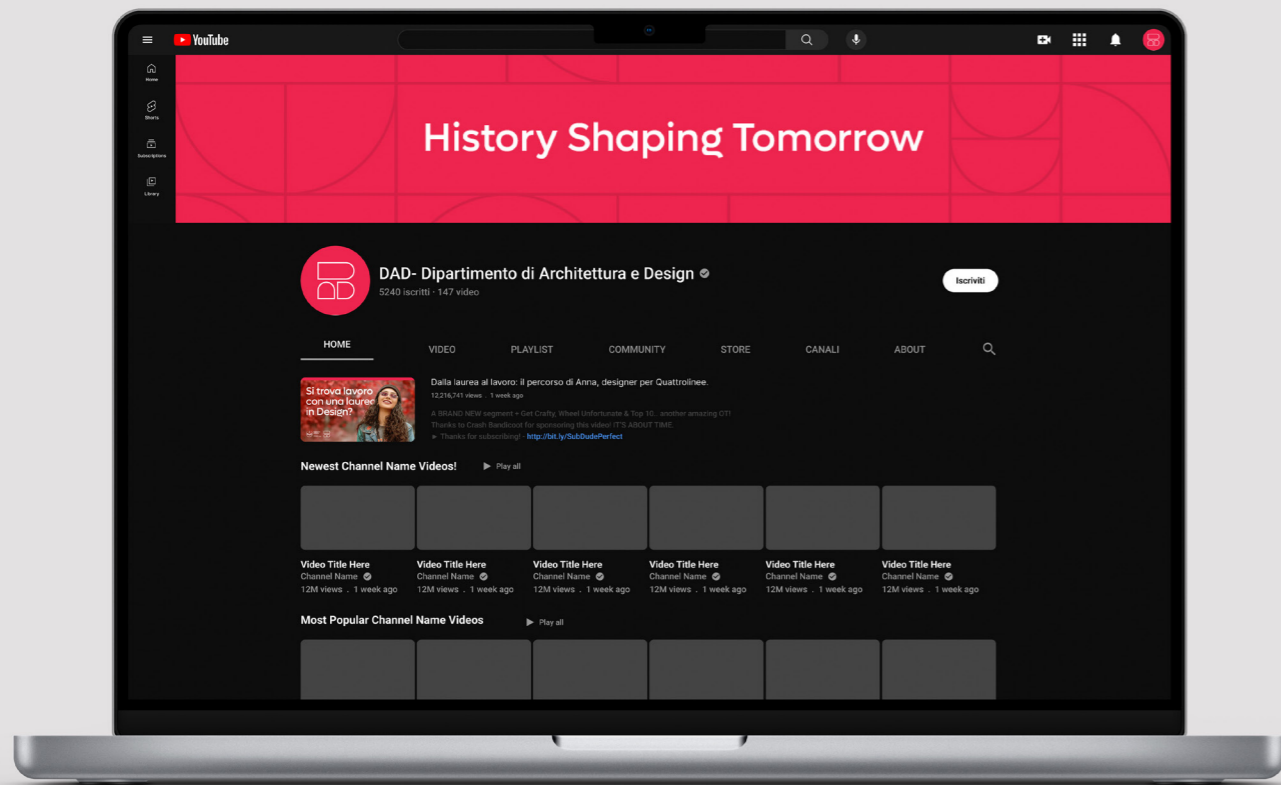 YouTube
Home
Shorts
Subscriptions
Library
History Shaping Tomorrow
DAD- Dipartimento di Architettura e Design
5240 iscritti · 147 video
Iscriviti
HOME VIDEO PLAYLIST COMMUNITY STORE CANALI ABOUT
Si trova lavoro
con una laurea
in Design?
Dalla laurea al lavoro: il percorso di Anna, designer per Quattrolinee.
12,216,741 views . 1 week ago
A BRAND NEW segment + Get Crafty, Wheel Unfortunate & Top 10.. another amazing OT!
Thanks to Crash Bandicoot for sponsoring this video! IT'S ABOUT TIME.
► Thanks for subscribing! - http://bit.ly/SubDudePerfect
Newest Channel Name Videos! ▶ Play all
Video Title Here Video Title Here Video Title Here Video Title Here Video Title Here Video Title Here
Channel Name Channel Name Channel Name Channel Name Channel Name Channel Name
12M views . 1 week ago 12M views . 1 week ago 12M views . 1 week ago 12M views . 1 week ago 12M views . 1 week ago 12M views . 1 week ago
Most Popular Channel Name Videos ▶ Play all